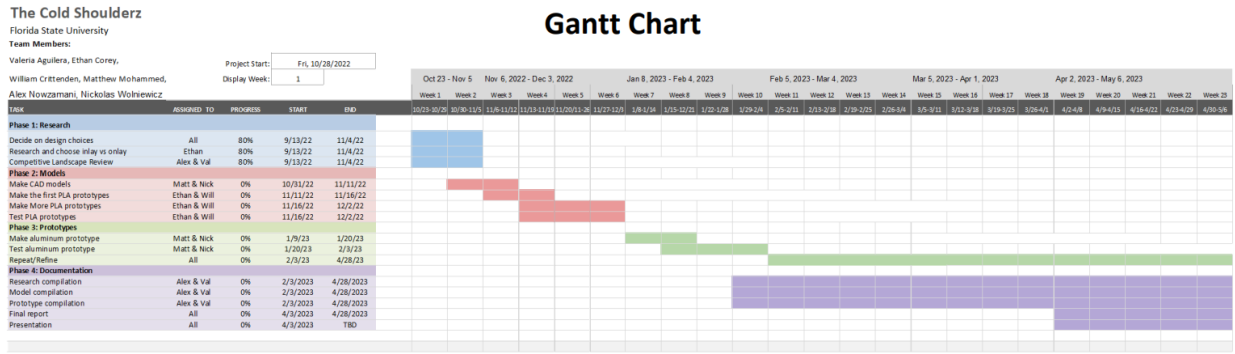 The Cold Shoulderz
Gantt Chart
Florida State University
Team Members:
Valeria Aguilera, Ethan Corey,
Project Start: Fri, 10/28/2022
William Crittenden, Matthew Mohammed,
Display Week: 1
Oct 23 - Nov 5 Nov 6, 2022 - Dec 3, 2022 Jan 8, 2023 - Feb 4, 2023 Feb 5, 2023 - Mar 4, 2023 Mar 5, 2023 - Apr 1, 2023 Apr 2, 2023 - May 6, 2023
Alex Nowzamani, Nickolas Wolniewicz
Week 1 Week 2 Week 3 Week 4 Week 5 Week 6 Week 7 Week 8 Week 9 Week 10 Week 11 Week 12 Week 13 Week 14 Week 15 Week 16 Week 17 Week 18 Week 19 Week 20 Week 21 Week 22 Week 23
TASK ASSIGNED TO PROGRESS START END 10/23-10/29 10/30-11/5 11/6-11/12 11/13-11/19 11/20/11-26 11/27-12/3 1/8-1/14 1/15-12/21 1/22-1/28 1/29-2/4 2/5-2/11 2/13-2/18 2/19-2/25 2/26-3/4 3/5-3/11 3/12-3/18 3/19-3/25 3/26-4/1 4/2-4/8 4/9-4/15 4/16-4/22 4/23-4/29 4/30-5/6
Phase 1: Research
Decide on design choices All 80% 9/13/22 11/4/22
Research and choose inlay vs onlay Ethan 80% 9/13/22 11/4/22
Competitive Landscape Review Alex & Val 80% 9/13/22 11/4/22
Phase 2: Models
Make CAD models Matt & Nick 0% 10/31/22 11/11/22
Make the first PLA prototypes Ethan & Will 0% 11/11/22 11/16/22
Make More PLA prototypes Ethan & Will 0% 11/16/22 12/2/22
Test PLA prototypes Ethan & Will 0% 11/16/22 12/2/22
Phase 3: Prototypes
Make aluminum prototype Matt & Nick 0% 1/9/23 1/20/23
Test aluminum prototype Matt & Nick 0% 1/20/23 2/3/23
Repeat/Refine All 0% 2/3/23 4/28/23
Phase 4: Documentation
Research compilation Alex & Val 0% 2/3/2023 4/28/2023
Model compilation Alex & Val 0% 2/3/2023 4/28/2023
Prototype compilation Alex & Val 0% 2/3/2023 4/28/2023
Final report All 0% 4/3/2023 4/28/2023
Presentation All 0% 4/3/2023 TBD